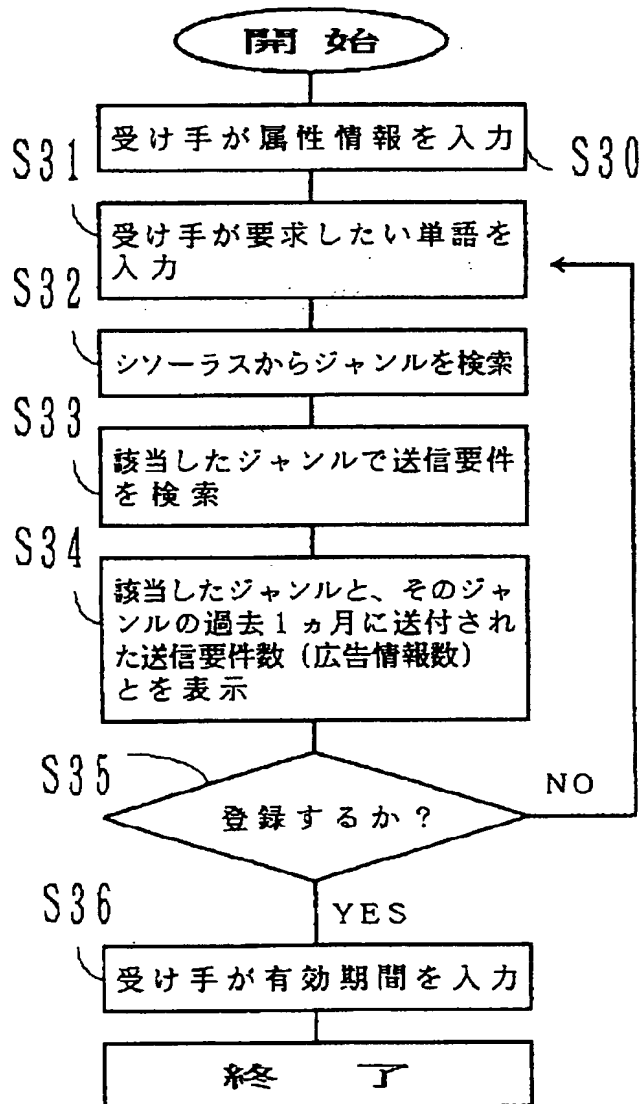 開始
受け手が属性情報を入力
S30
S31
受け手が要求したい単語を
入力
S32
シソーラスからジャンルを検索
S33
該当したジャンルで送信要件
を検索
S34
該当したジャンルと、そのジャ
ンルの過去1ヵ月に送付され
た送信要件数(広告情報数)
とを表示
S35
登録するか?
NO
YES
S36
受け手が有効期間を入力
終了